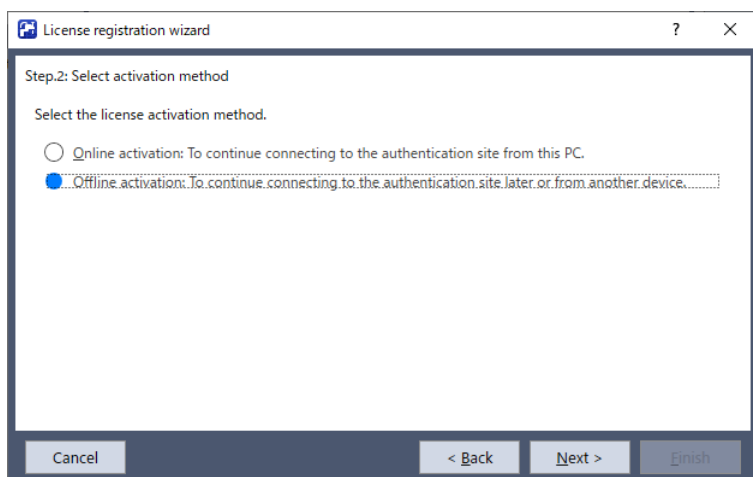 License registration wizard ? ×
Step.2: Select activation method
Select the license activation method.
Online activation: To continue connecting to the authentication site from this PC.
Offline activation: To continue connecting to the authentication site later or from another device.
Cancel < Back Next > Finish